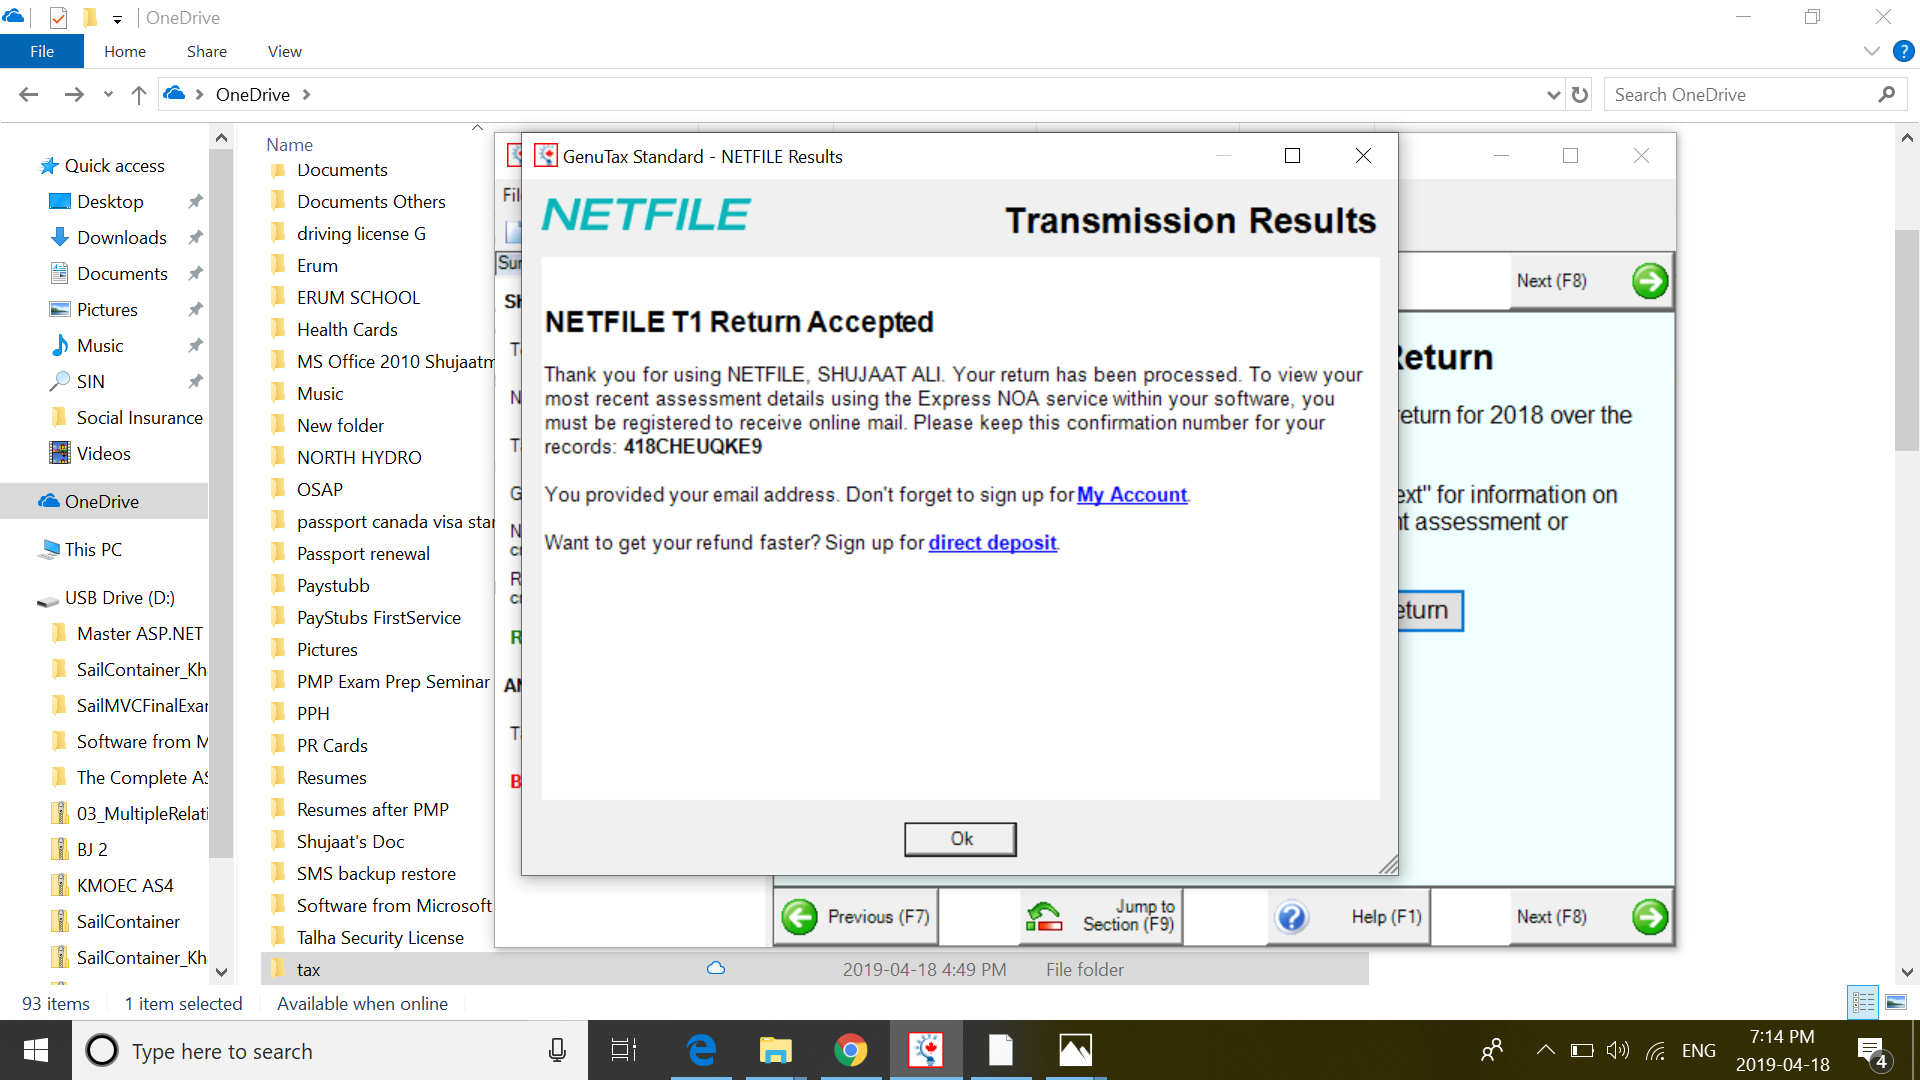 OneDrive
File
Home
Share
View
OneDrive
Search OneDrive
Quick access
Desktop
Downloads
Documents
Pictures
Music
SIN
Social Insurance
Videos
OneDrive
This PC
USB Drive (D:)
Master ASP.NET
SailContainer_Kh
SailMVCFinalExar
Software from M
The Complete AS
03_MultipleRelati
BJ 2
KMOEC AS4
SailContainer
SailContainer_Kh
Name
Documents
Documents Others
driving license G
Erum
ERUM SCHOOL
Health Cards
MS Office 2010 Shujaatm
Music
New folder
NORTH HYDRO
OSAP
passport canada visa star
Passport renewal
Paystubb
PayStubs FirstService
Pictures
PMP Exam Prep Seminar
PPH
PR Cards
Resumes
Resumes after PMP
Shujaat's Doc
SMS backup restore
Software from Microsoft
Talha Security License
tax 2019-04-18 4:49 PM File folder
GenuTax Standard - NETFILE Results
NETFILE
Transmission Results
NETFILE T1 Return Accepted
Thank you for using NETFILE, SHUJAAT ALI. Your return has been processed. To view your
most recent assessment details using the Express NOA service within your software, you
must be registered to receive online mail. Please keep this confirmation number for your
records: 418CHEUQKE9
You provided your email address. Don't forget to sign up for My Account.
Want to get your refund faster? Sign up for direct deposit.
Ok
Next (F8)
Return
return for 2018 over the
ext" for information on
nt assessment or
eturn
Previous (F7)
Jump to
Section (F9)
Help (F1)
Next (F8)
93 items
1 item selected
Available when online
Type here to search
ENG
7:14 PM
2019-04-18
4